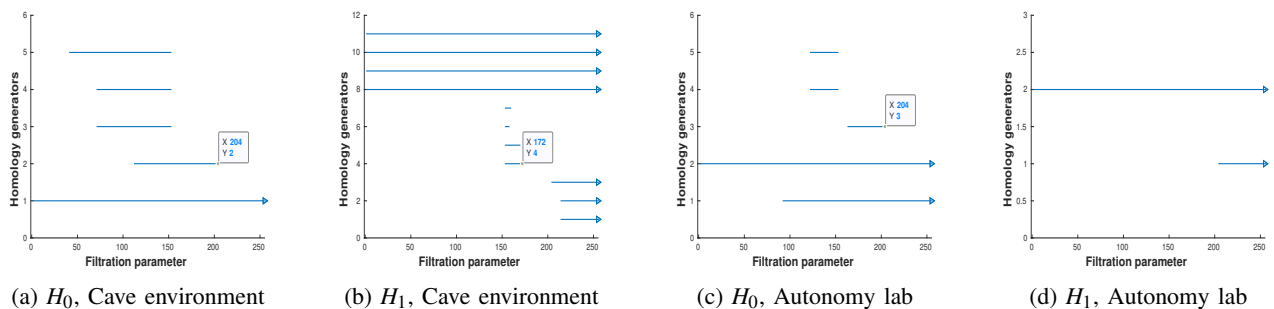 Homology generators
6
5
4
3
2
1
0
X 204
Y 2
0 50 100 150 200 250
Filtration parameter
(a) H0, Cave environment
Homology generators
12
10
8
6
4
2
0
X 172
Y 4
0 50 100 150 200 250
Filtration parameter
(b) H1, Cave environment
Homology generators
6
5
4
3
2
1
0
X 204
Y 3
0 50 100 150 200 250
Filtration parameter
(c) H0, Autonomy lab
Homology generators
3
2.5
2
1.5
1
0.5
0
0 50 100 150 200 250
Filtration parameter
(d) H1, Autonomy lab